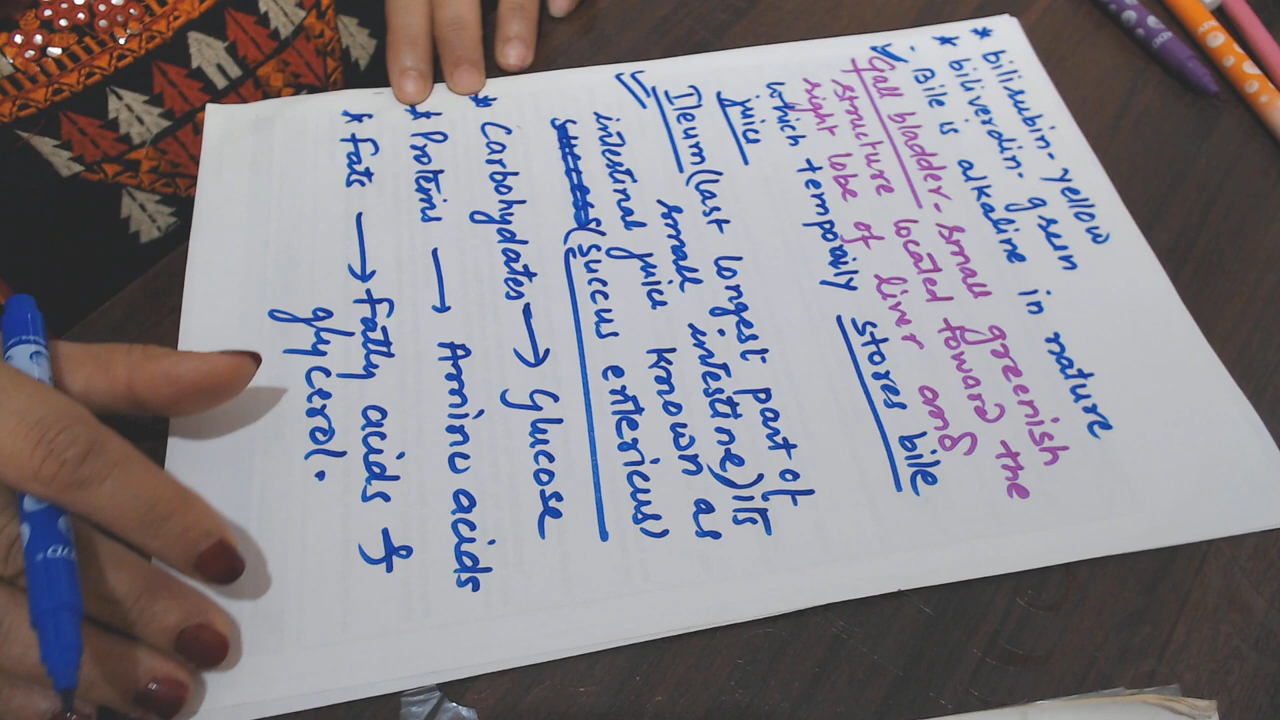 * bilirubin - yellow
* biliverdin - green
. Bile is alkaline in nature
Gall bladder - small greenish
structure located toward the
right lobe of liver and
which temporily stores bile
juice
Ileum (last longest part of
small intestine) its
intestinal juice known as
(succus entericus)
* Carbohydates → Glucose
* Proteins → Amino acids
* fats → fatty acids &
glycerol.